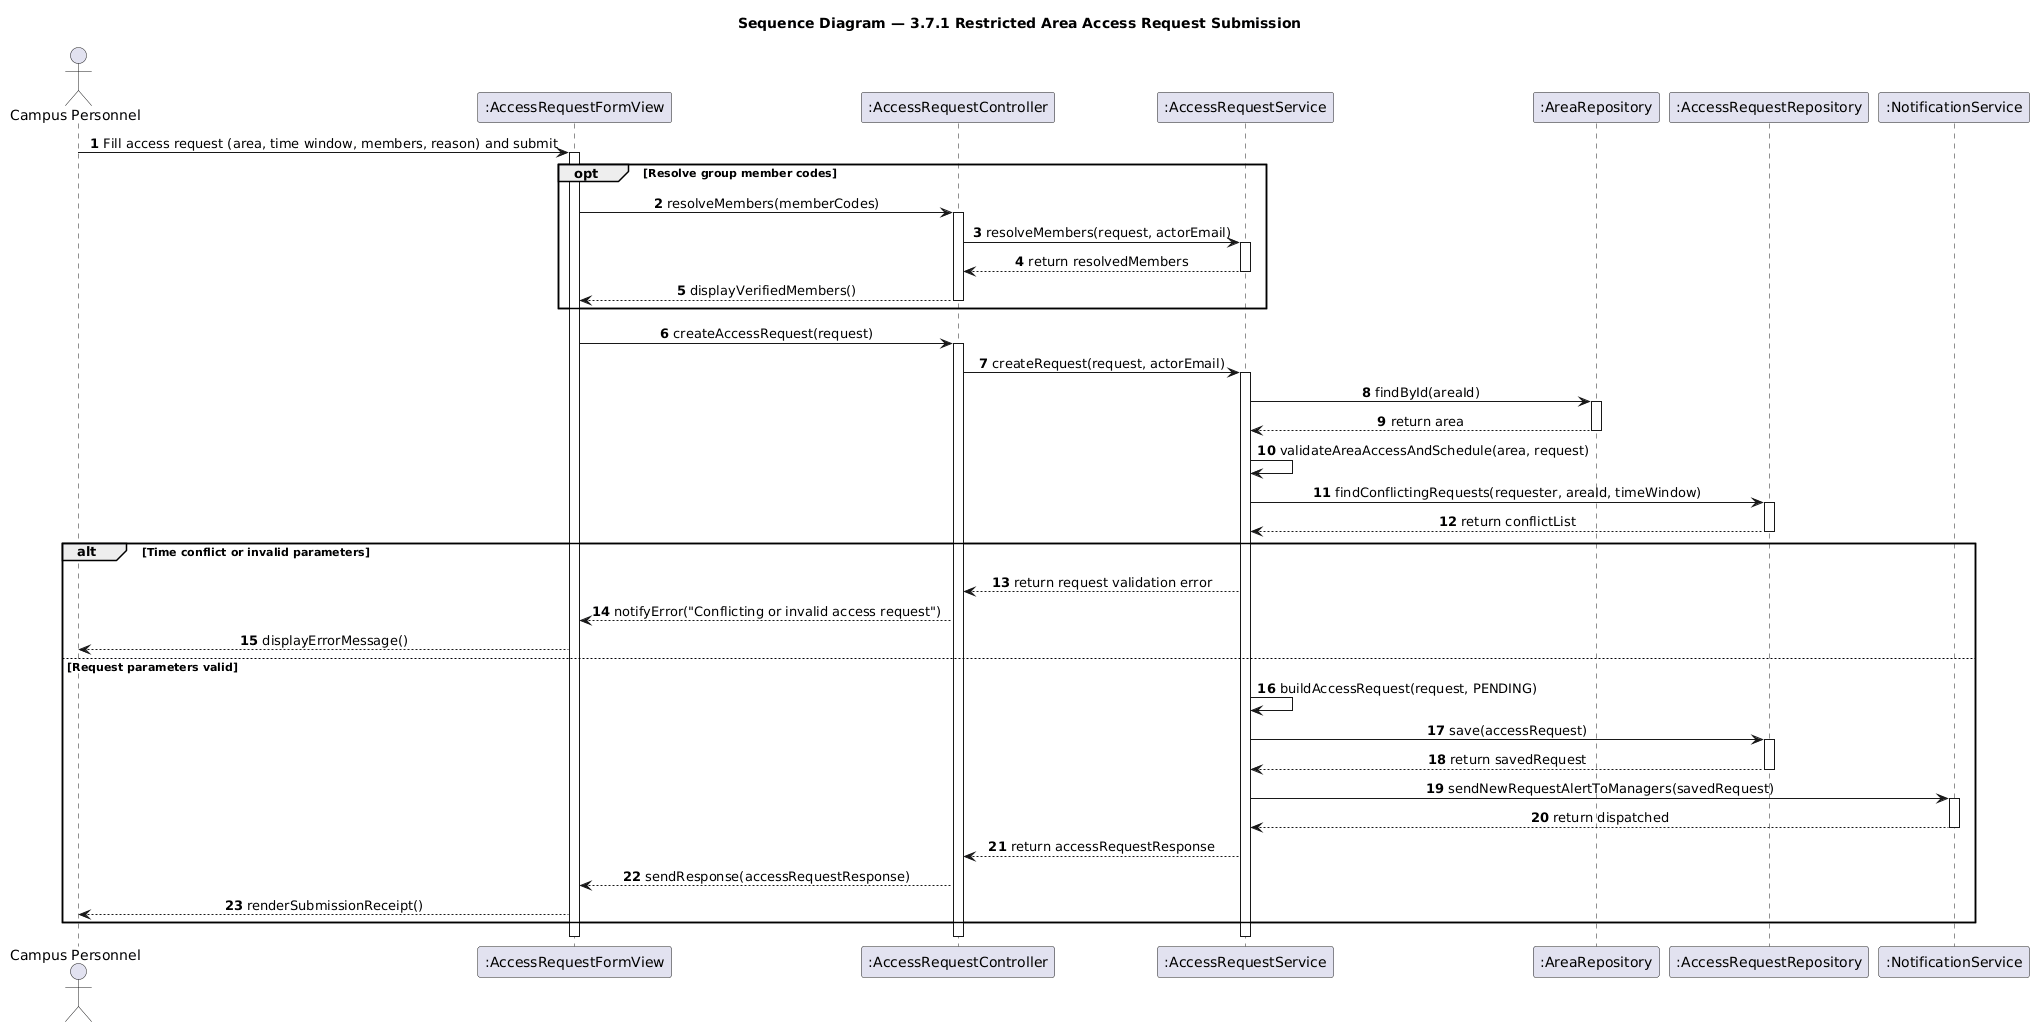 Sequence Diagram — 3.7.1 Restricted Area Access Request Submission
Campus Personnel
:AccessRequestFormView
:AccessRequestController
:AccessRequestService
:AreaRepository
:AccessRequestRepository
:NotificationService
1 Fill access request (area, time window, members, reason) and submit
opt [Resolve group member codes]
2 resolveMembers(memberCodes)
3 resolveMembers(request, actorEmail)
4 return resolvedMembers
5 displayVerifiedMembers()
6 createAccessRequest(request)
7 createRequest(request, actorEmail)
8 findById(areaId)
9 return area
10 validateAreaAccessAndSchedule(area, request)
11 findConflictingRequests(requester, areaId, timeWindow)
12 return conflictList
alt [Time conflict or invalid parameters]
13 return request validation error
14 notifyError("Conflicting or invalid access request")
15 displayErrorMessage()
[Request parameters valid]
16 buildAccessRequest(request, PENDING)
17 save(accessRequest)
18 return savedRequest
19 sendNewRequestAlertToManagers(savedRequest)
20 return dispatched
21 return accessRequestResponse
22 sendResponse(accessRequestResponse)
23 renderSubmissionReceipt()
Campus Personnel
:AccessRequestFormView
:AccessRequestController
:AccessRequestService
:AreaRepository
:AccessRequestRepository
:NotificationService